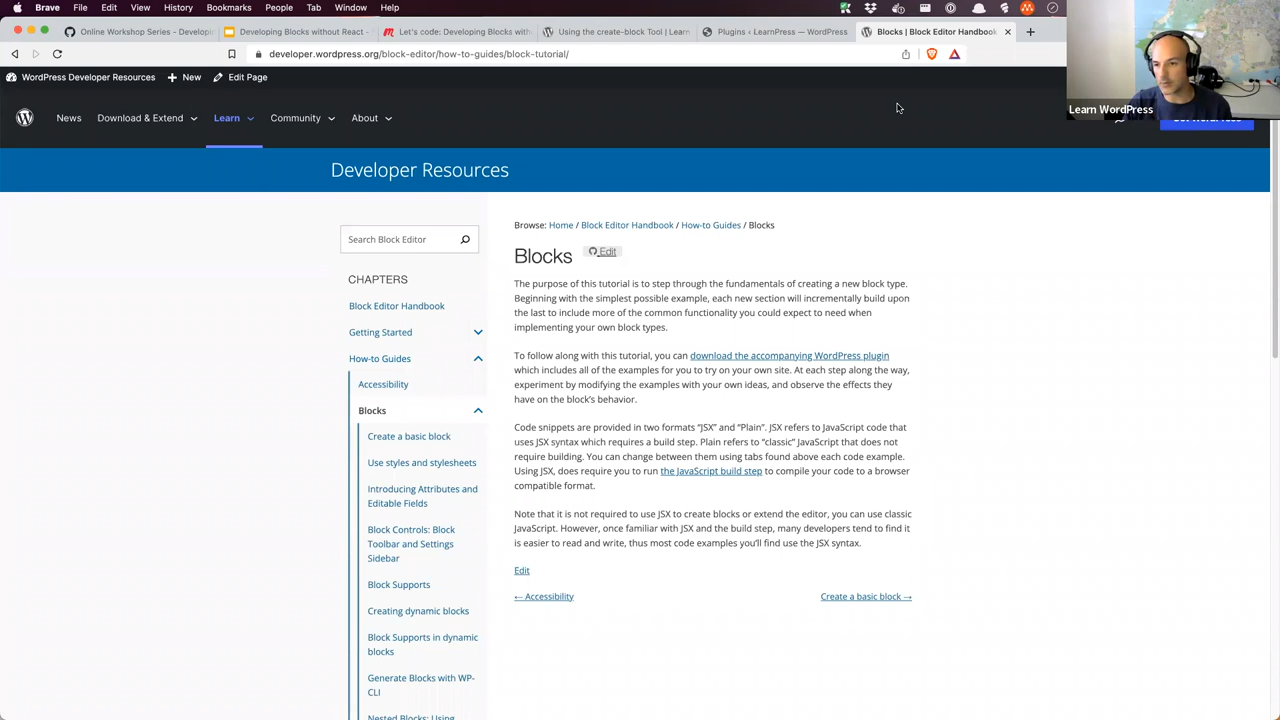 Brave Browser File Edit View History Bookmarks People Tab Window Help
Online Workshop Series - Developi
Developing Blocks without React -
Let's code: Developing Blocks with
Using the create-block Tool | Learn
Plugins ‹ LearnPress — WordPress
Blocks | Block Editor Handbook
developer.wordpress.org/block-editor/how-to-guides/block-tutorial/
WordPress Developer Resources New Edit Page
Learn WordPress
News Download & Extend Learn Community About
Developer Resources
Search Block Editor
CHAPTERS
Block Editor Handbook
Getting Started
How-to Guides
Accessibility
Blocks
Create a basic block
Use styles and stylesheets
Introducing Attributes and
Editable Fields
Block Controls: Block
Toolbar and Settings
Sidebar
Block Supports
Creating dynamic blocks
Block Supports in dynamic
blocks
Generate Blocks with WP-
CLI
Nested Blocks: Using
Browse: Home / Block Editor Handbook / How-to Guides / Blocks
Blocks Edit
The purpose of this tutorial is to step through the fundamentals of creating a new block type.
Beginning with the simplest possible example, each new section will incrementally build upon
the last to include more of the common functionality you could expect to need when
implementing your own block types.
To follow along with this tutorial, you can download the accompanying WordPress plugin
which includes all of the examples for you to try on your own site. At each step along the way,
experiment by modifying the examples with your own ideas, and observe the effects they
have on the block's behavior.
Code snippets are provided in two formats “JSX” and “Plain”. JSX refers to JavaScript code that
uses JSX syntax which requires a build step. Plain refers to “classic” JavaScript that does not
require building. You can change between them using tabs found above each code example.
Using JSX, does require you to run the JavaScript build step to compile your code to a browser
compatible format.
Note that it is not required to use JSX to create blocks or extend the editor, you can use classic
JavaScript. However, once familiar with JSX and the build step, many developers tend to find it
is easier to read and write, thus most code examples you'll find use the JSX syntax.
Edit
← Accessibility
Create a basic block →